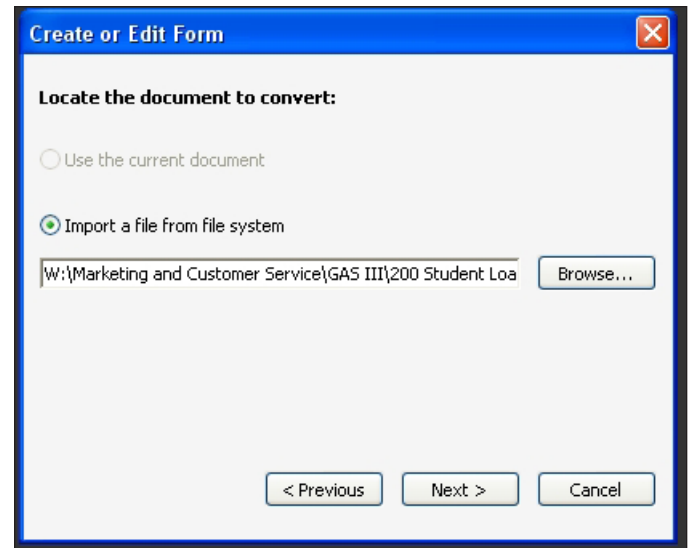 Create or Edit Form
Locate the document to convert:
Use the current document
Import a file from file system
W:\Marketing and Customer Service\GAS III\200 Student Loa
Browse...
< Previous
Next >
Cancel